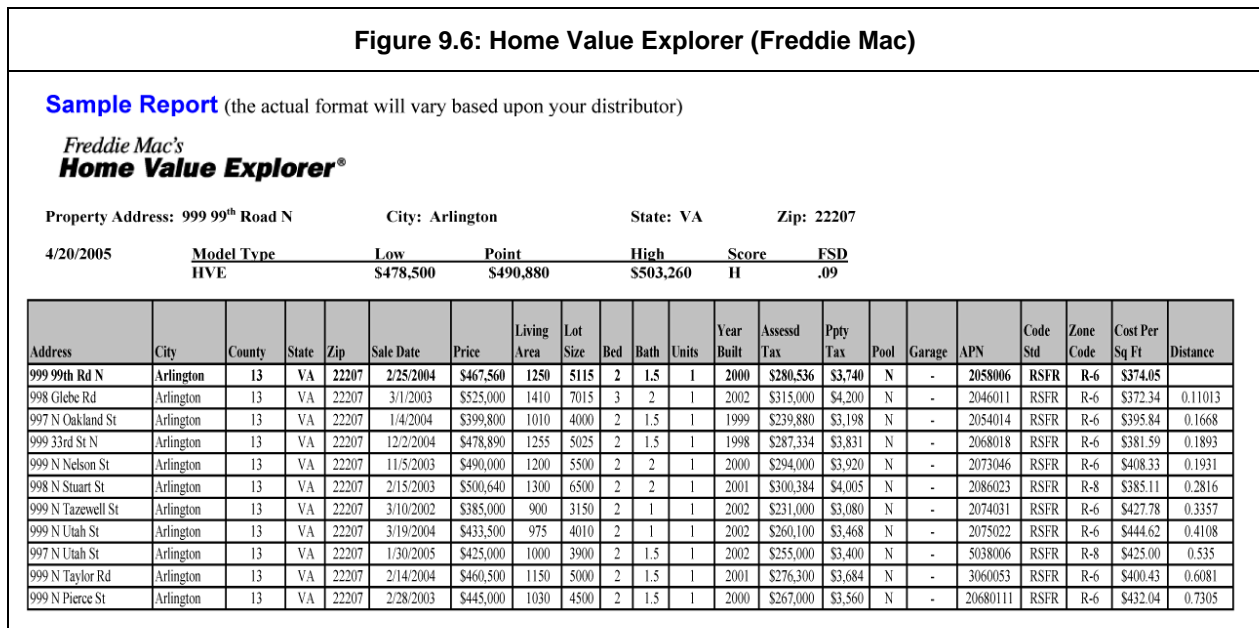 Figure 9.6: Home Value Explorer (Freddie Mac)
Sample Report (the actual format will vary based upon your distributor)
Freddie Mac's
Home Value Explorer®
Property Address: 999 99th Road N City: Arlington State: VA Zip: 22207
4/20/2005 Model Type Low Point High Score FSD
HVE $478,500 $490,880 $503,260 H .09
Address City County State Zip Sale Date Price Living Area Lot Size Bed Bath Units Year Built Assessd Tax Ppty Tax Pool Garage APN Code Std Zone Code Cost Per Sq Ft Distance
999 99th Rd N Arlington 13 VA 22207 2/25/2004 $467,560 1250 5115 2 1.5 1 2000 $280,536 $3,740 N - 2058006 RSFR R-6 $374.05
998 Glebe Rd Arlington 13 VA 22207 3/1/2003 $525,000 1410 7015 3 2 1 2002 $315,000 $4,200 N - 2046011 RSFR R-6 $372.34 0.11013
997 N Oakland St Arlington 13 VA 22207 1/4/2004 $399,800 1010 4000 2 1.5 1 1999 $239,880 $3,198 N - 2054014 RSFR R-6 $395.84 0.1668
999 33rd St N Arlington 13 VA 22207 12/2/2004 $478,890 1255 5025 2 1.5 1 1998 $287,334 $3,831 N - 2068018 RSFR R-6 $381.59 0.1893
999 N Nelson St Arlington 13 VA 22207 11/5/2003 $490,000 1200 5500 2 2 1 2000 $294,000 $3,920 N - 2073046 RSFR R-6 $408.33 0.1931
998 N Stuart St Arlington 13 VA 22207 2/15/2003 $500,640 1300 6500 2 2 1 2001 $300,384 $4,005 N - 2086023 RSFR R-8 $385.11 0.2816
999 N Tazewell St Arlington 13 VA 22207 3/10/2002 $385,000 900 3150 2 1 1 2002 $231,000 $3,080 N - 2074031 RSFR R-6 $427.78 0.3357
999 N Utah St Arlington 13 VA 22207 3/19/2004 $433,500 975 4010 2 1 1 2002 $260,100 $3,468 N - 2075022 RSFR R-6 $444.62 0.4108
997 N Utah St Arlington 13 VA 22207 1/30/2005 $425,000 1000 3900 2 1.5 1 2002 $255,000 $3,400 N - 5038006 RSFR R-8 $425.00 0.535
999 N Taylor Rd Arlington 13 VA 22207 2/14/2004 $460,500 1150 5000 2 1.5 1 2001 $276,300 $3,684 N - 3060053 RSFR R-6 $400.43 0.6081
999 N Pierce St Arlington 13 VA 22207 2/28/2003 $445,000 1030 4500 2 1.5 1 2000 $267,000 $3,560 N - 20680111 RSFR R-6 $432.04 0.7305